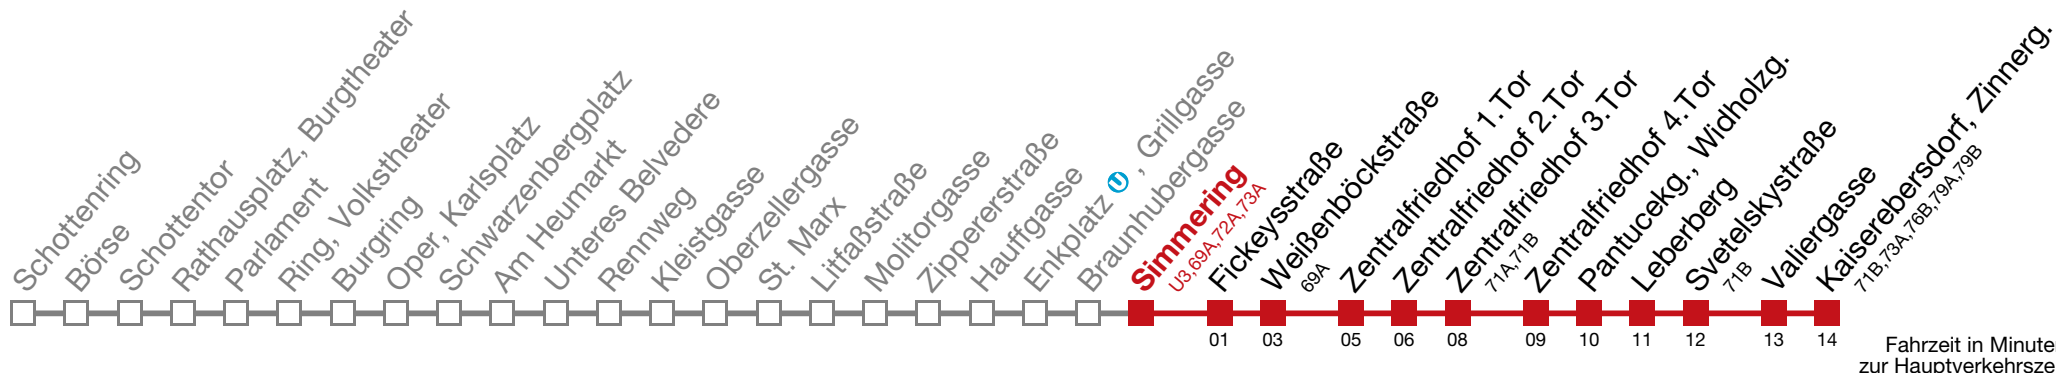 Schottenring
Börse
Schottentor
Rathausplatz, Burgtheater
Parlament
Ring, Volkstheater
Burgring
Oper, Karlsplatz
Schwarzenbergplatz
Am Heumarkt
Unteres Belvedere
Rennweg
Kleistgasse
Oberzellergasse
St. Marx
Litfaßstraße
Molitorgasse
Zippererstraße
Hauffgasse
Enkplatz U, Grillgasse
Braunhubergasse
Simmering
U3,69A,72A,73A
Fickeysstraße
Weißenböckstraße
69A
Zentralfriedhof 1.Tor
Zentralfriedhof 2.Tor
Zentralfriedhof 3.Tor
71A,71B
Zentralfriedhof 4.Tor
Pantucekg., Widholzg.
Leberberg
Svetelskystraße
71B
Valiergasse
Kaiserebersdorf, Zinnerg.
71B,73A,76B,79A,79B
01 03 05 06 08 09 10 11 12 13 14
Fahrzeit in Minuten
zur Hauptverkehrsze